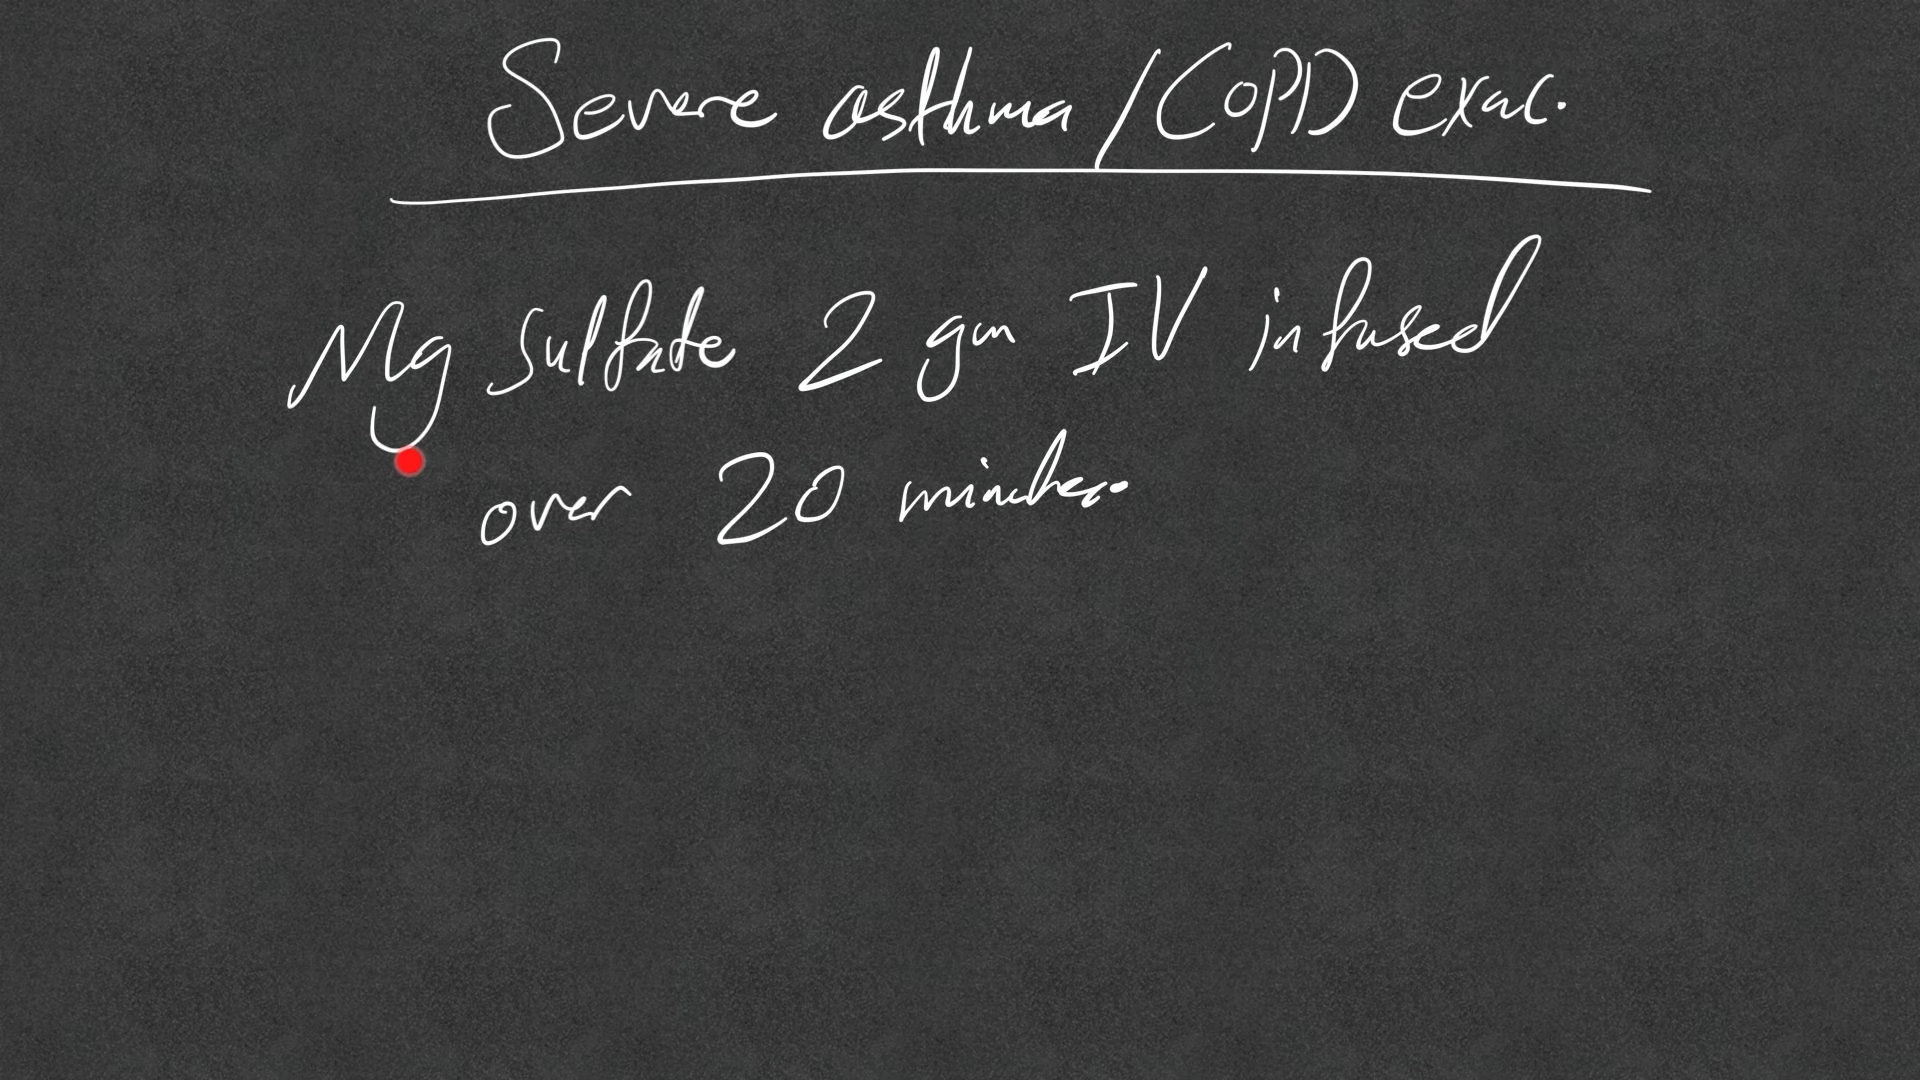 Severe asthma / COPD exac.
Mg sulfate 2 gm IV infused
over 20 minutes.